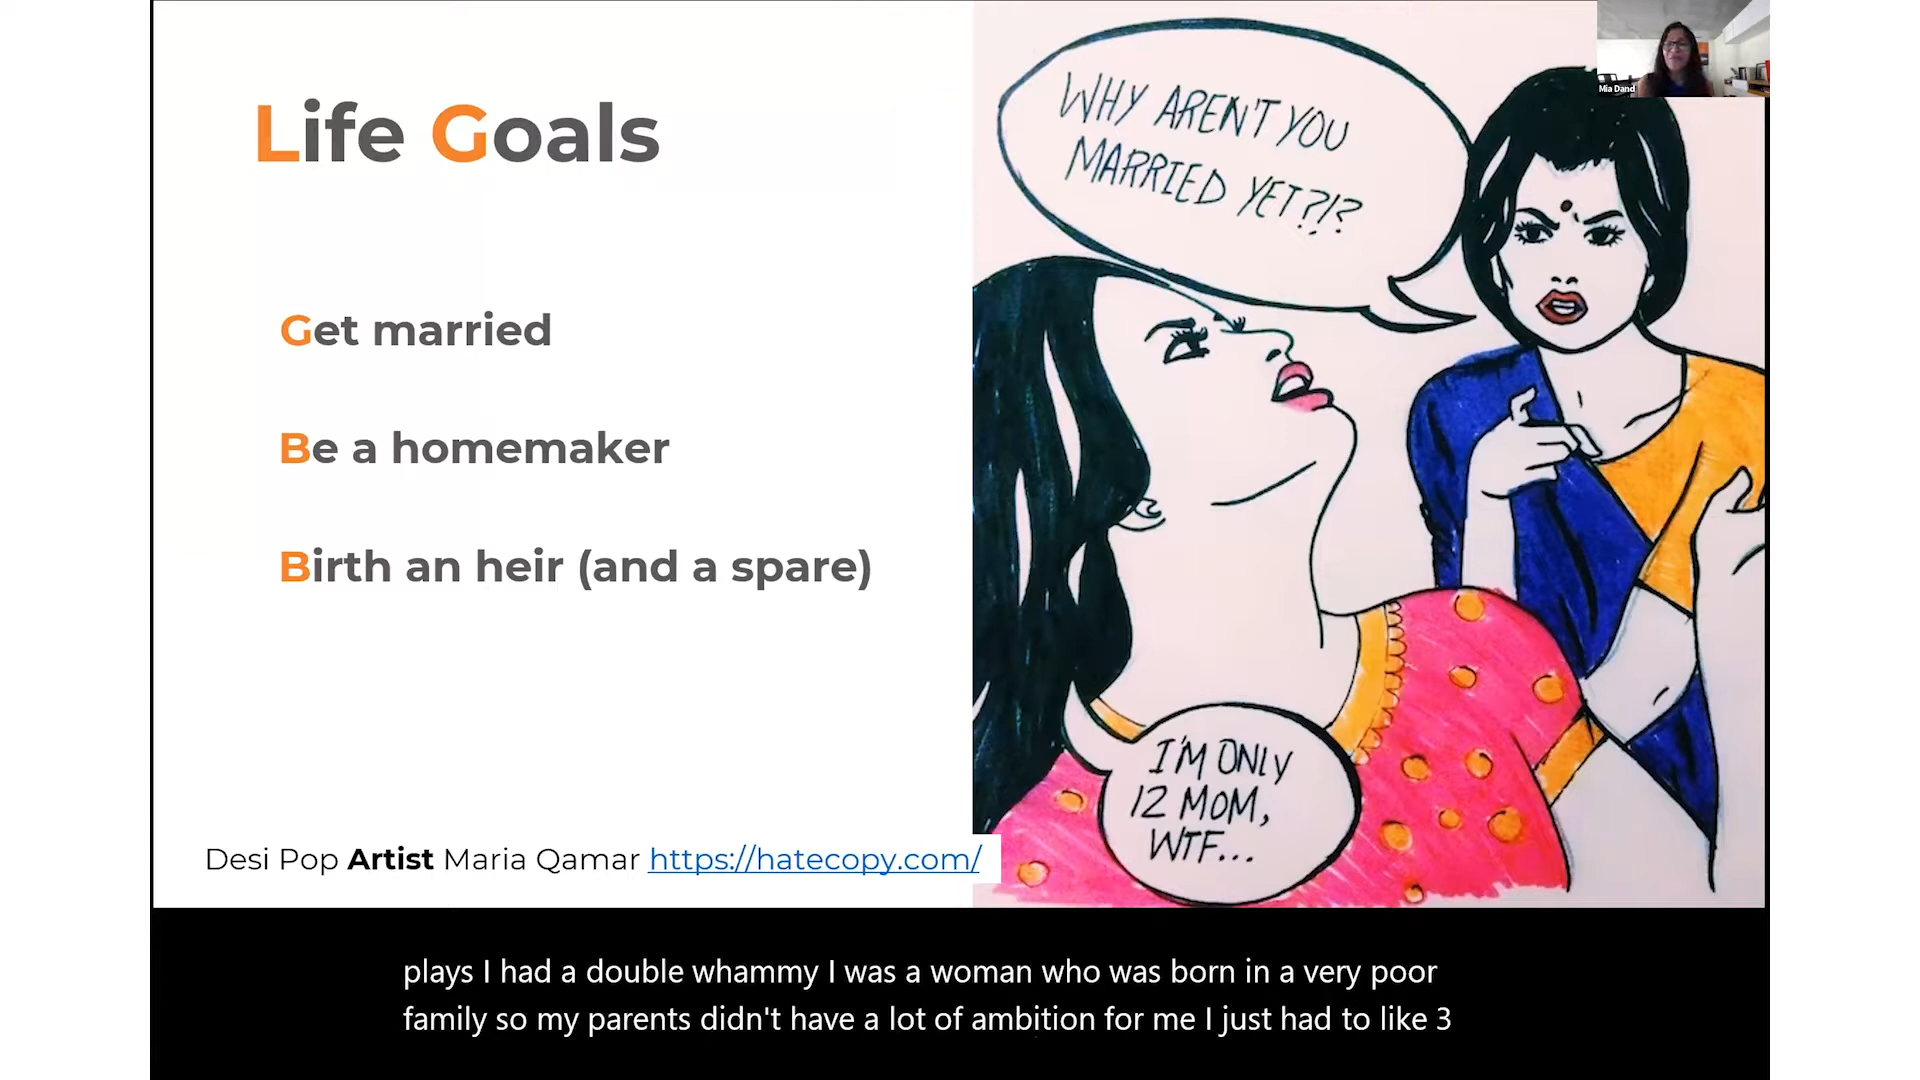 Life Goals
Get married
Be a homemaker
Birth an heir (and a spare)
Desi Pop Artist Maria Qamar https://hatecopy.com/
WHY AREN'T YOU
MARRIED YET?!?
I'M ONLY
12 MOM,
WTF...
Mia Dand
plays I had a double whammy I was a woman who was born in a very poor
family so my parents didn't have a lot of ambition for me I just had to like 3